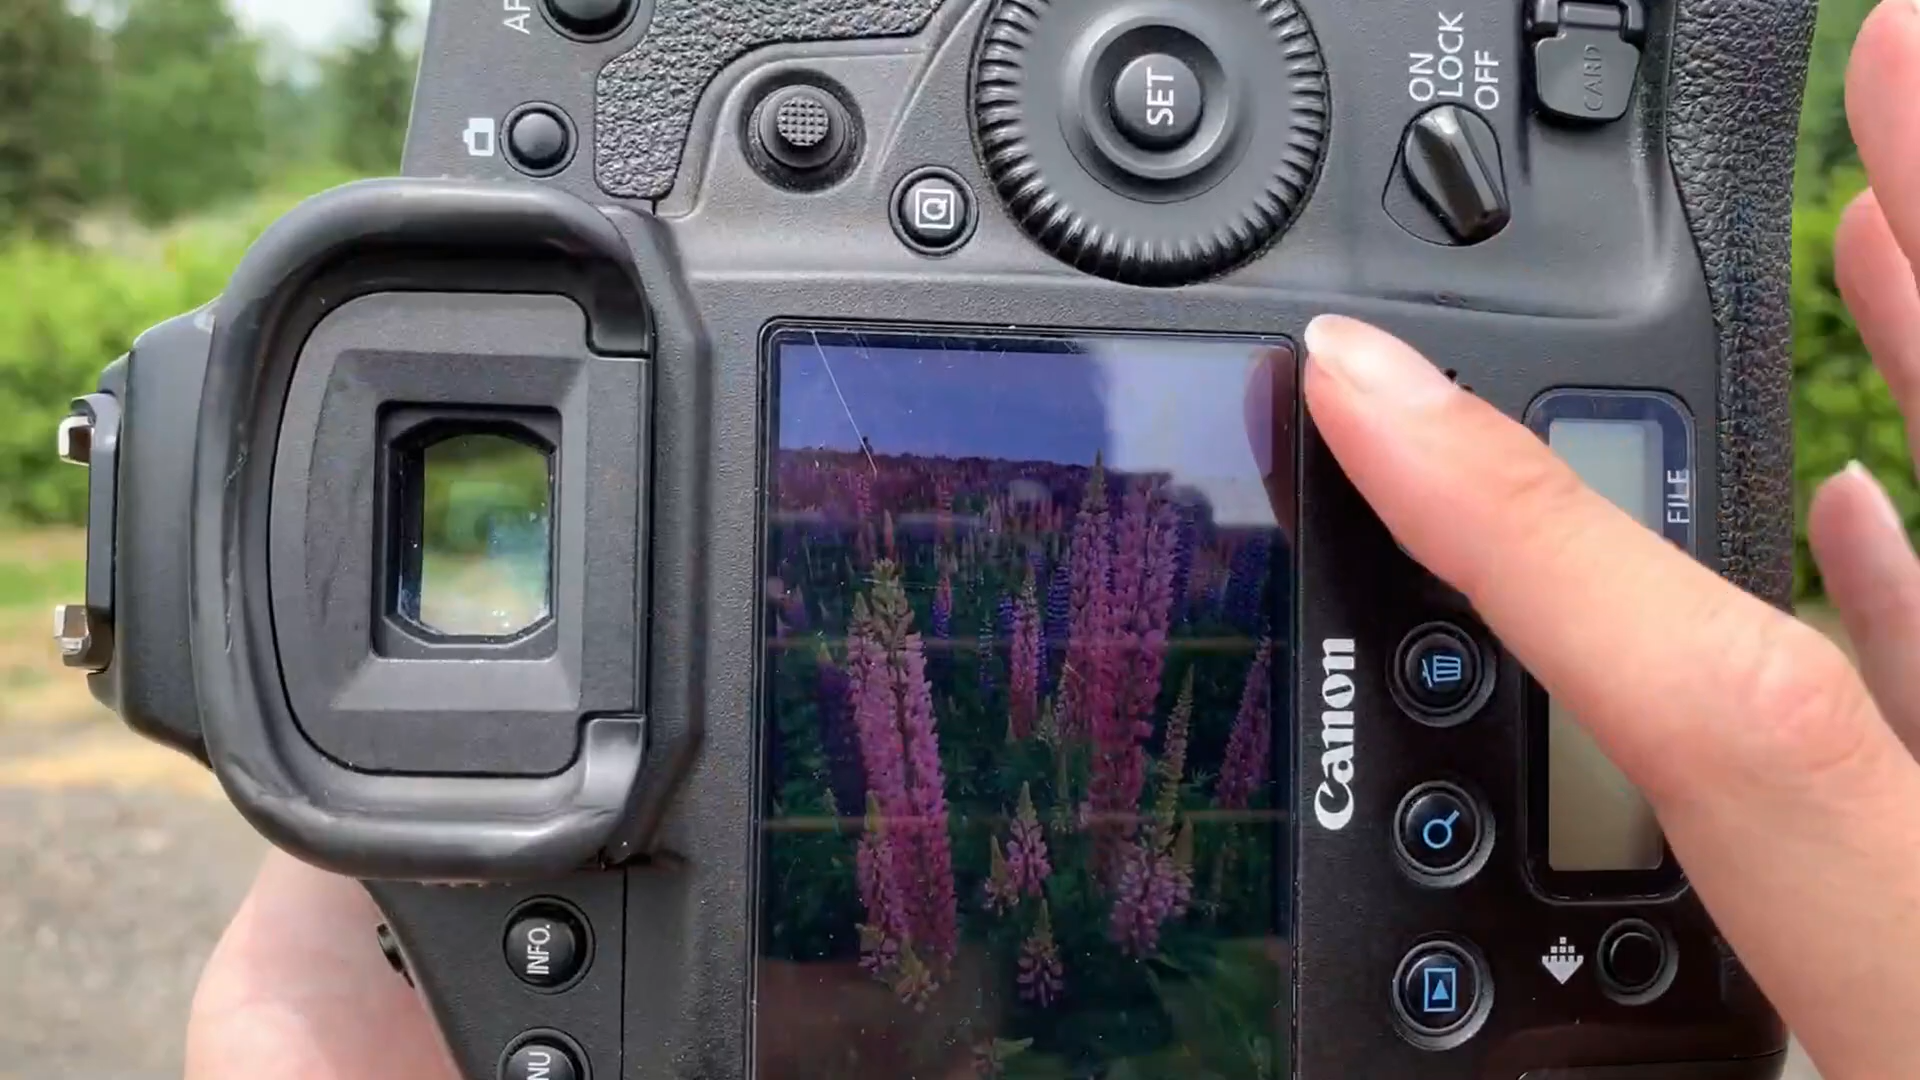 AF
SET
ON
LOCK
OFF
CARD
Q
FILE
Canon
INFO.
NU